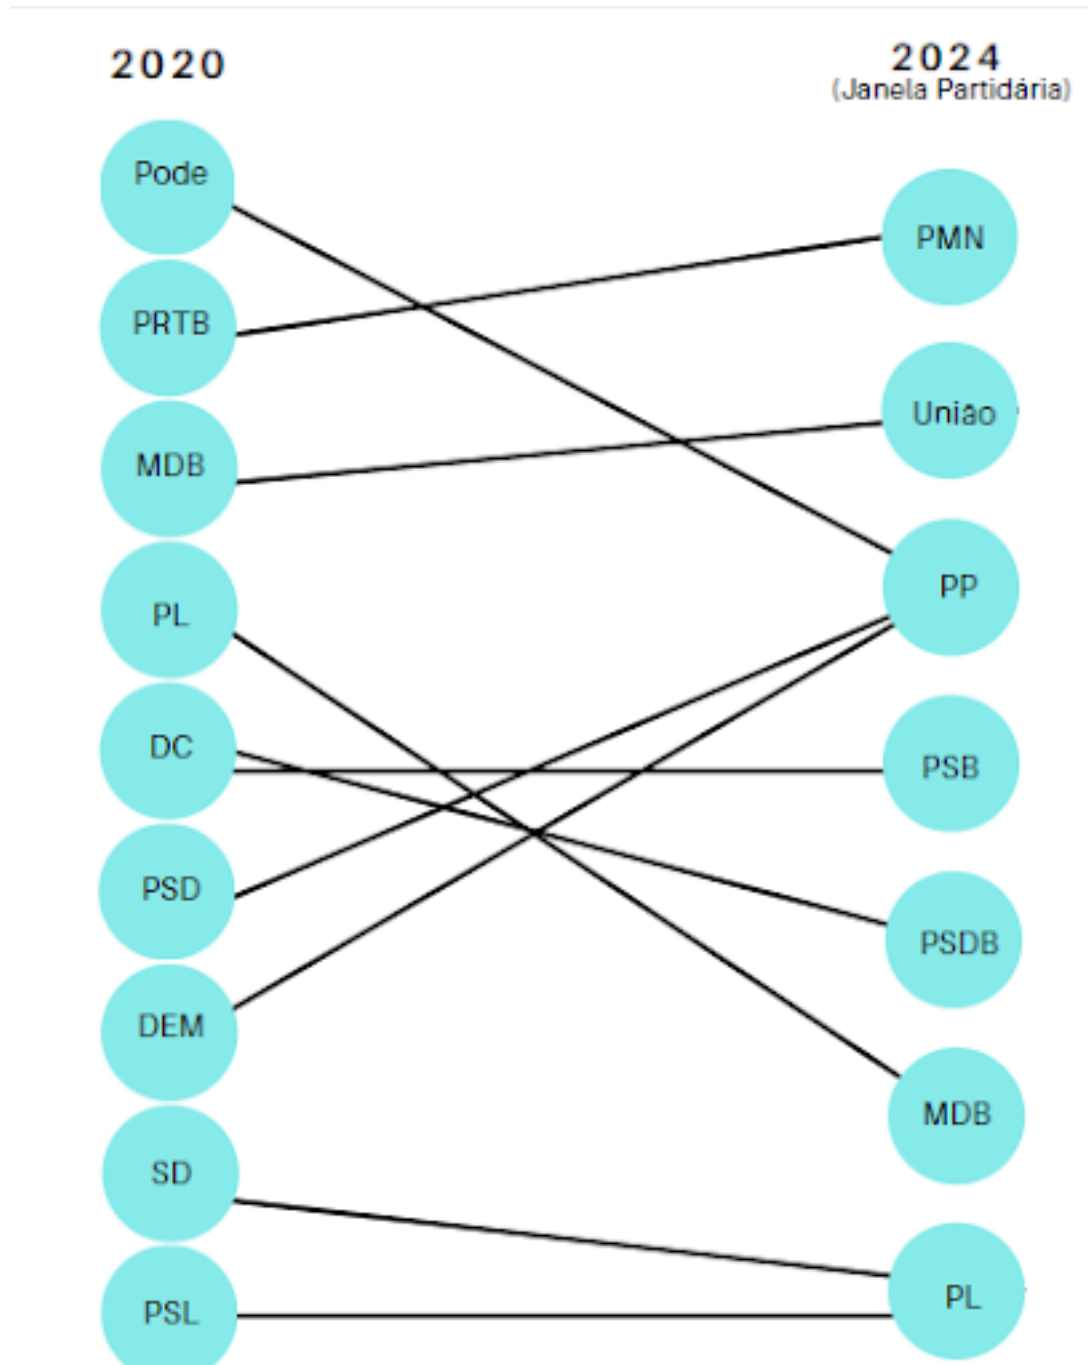 2020
2024
(Janela Partidária)
Pode
PMN
PRTB
União
MDB
PP
PL
DC
PSB
PSD
PSDB
DEM
MDB
SD
PL
PSL